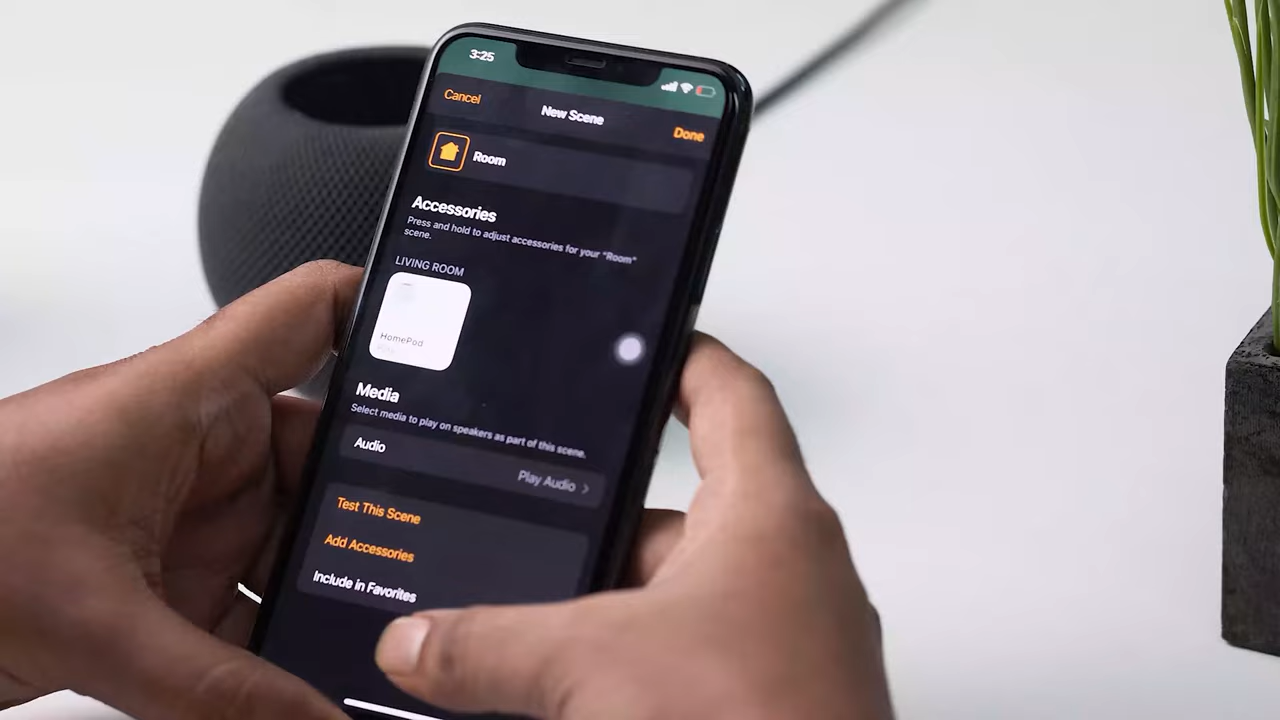 3:25
Cancel
New Scene
Done
Room
Accessories
Press and hold to adjust accessories for your "Room"
scene.
LIVING ROOM
HomePod
Media
Select media to play on speakers as part of this scene.
Audio
Play Audio
Test This Scene
Add Accessories
Include in Favorites